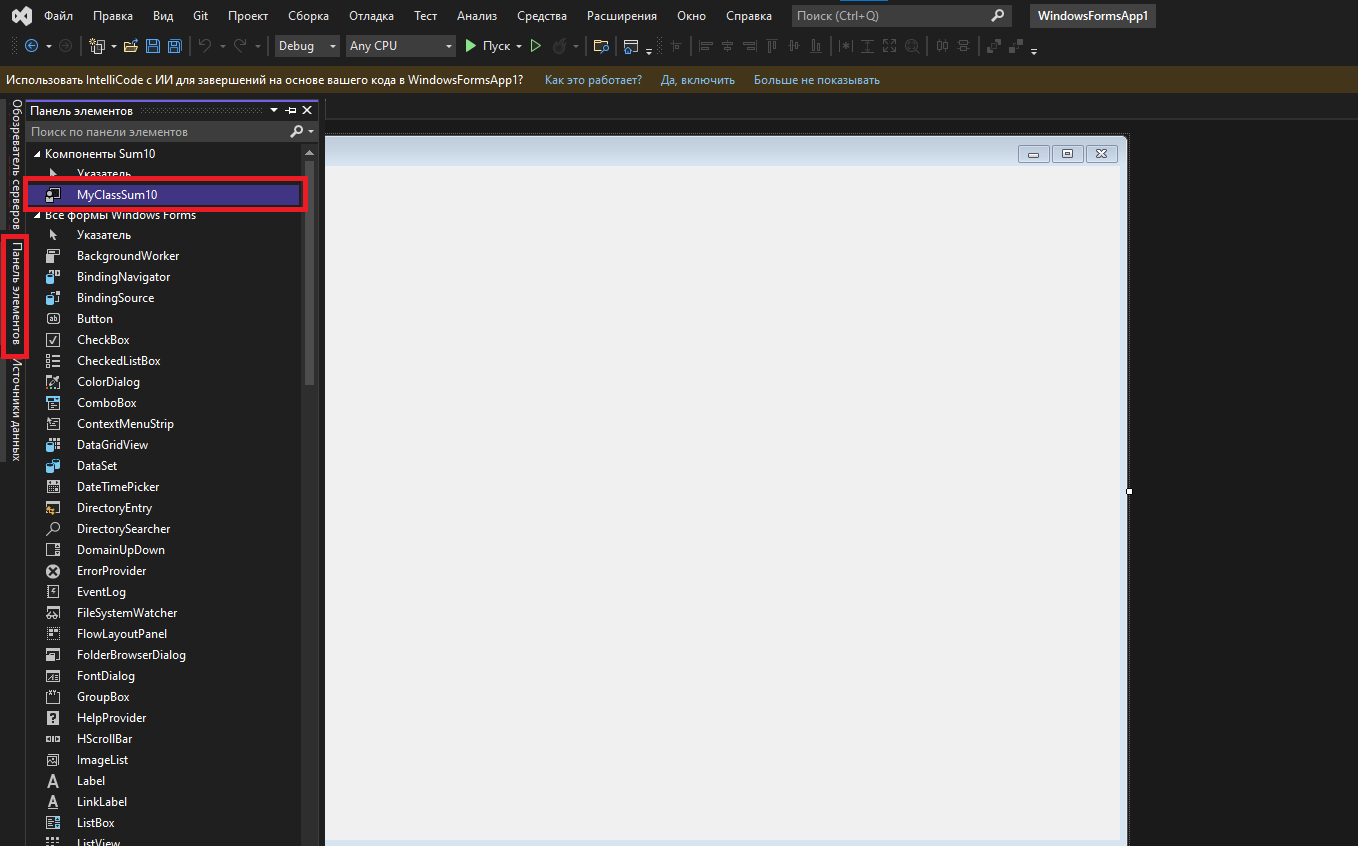 Файл Правка Вид Git Проект Сборка Отладка Тест Анализ Средства Расширения Окно Справка Поиск (Ctrl+Q) WindowsFormsApp1
Debug Any CPU Пуск
Использовать IntelliCode с ИИ для завершений на основе вашего кода в WindowsFormsApp1? Как это работает? Да, включить Больше не показывать
Обозреватель серверов
Панель элементов
Источники данных
Панель элементов
Поиск по панели элементов
Компоненты Sum10
Указатель
MyClassSum10
Все формы Windows Forms
Указатель
BackgroundWorker
BindingNavigator
BindingSource
Button
CheckBox
CheckedListBox
ColorDialog
ComboBox
ContextMenuStrip
DataGridView
DataSet
DateTimePicker
DirectoryEntry
DirectorySearcher
DomainUpDown
ErrorProvider
EventLog
FileSystemWatcher
FlowLayoutPanel
FolderBrowserDialog
FontDialog
GroupBox
HelpProvider
HScrollBar
ImageList
Label
LinkLabel
ListBox
ListView